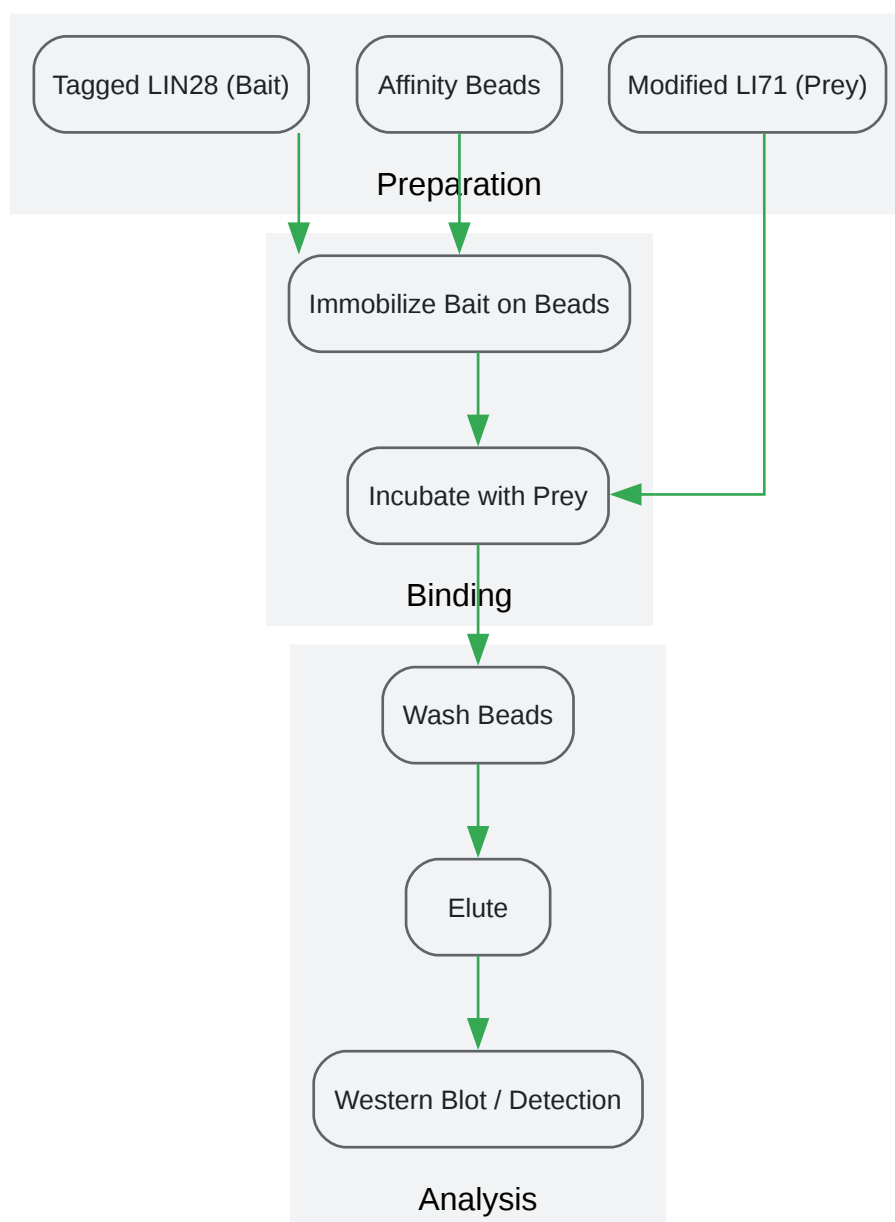 Tagged LIN28 (Bait)
Affinity Beads
Modified LI71 (Prey)
Preparation
Immobilize Bait on Beads
Incubate with Prey
Binding
Wash Beads
Elute
Western Blot / Detection
Analysis